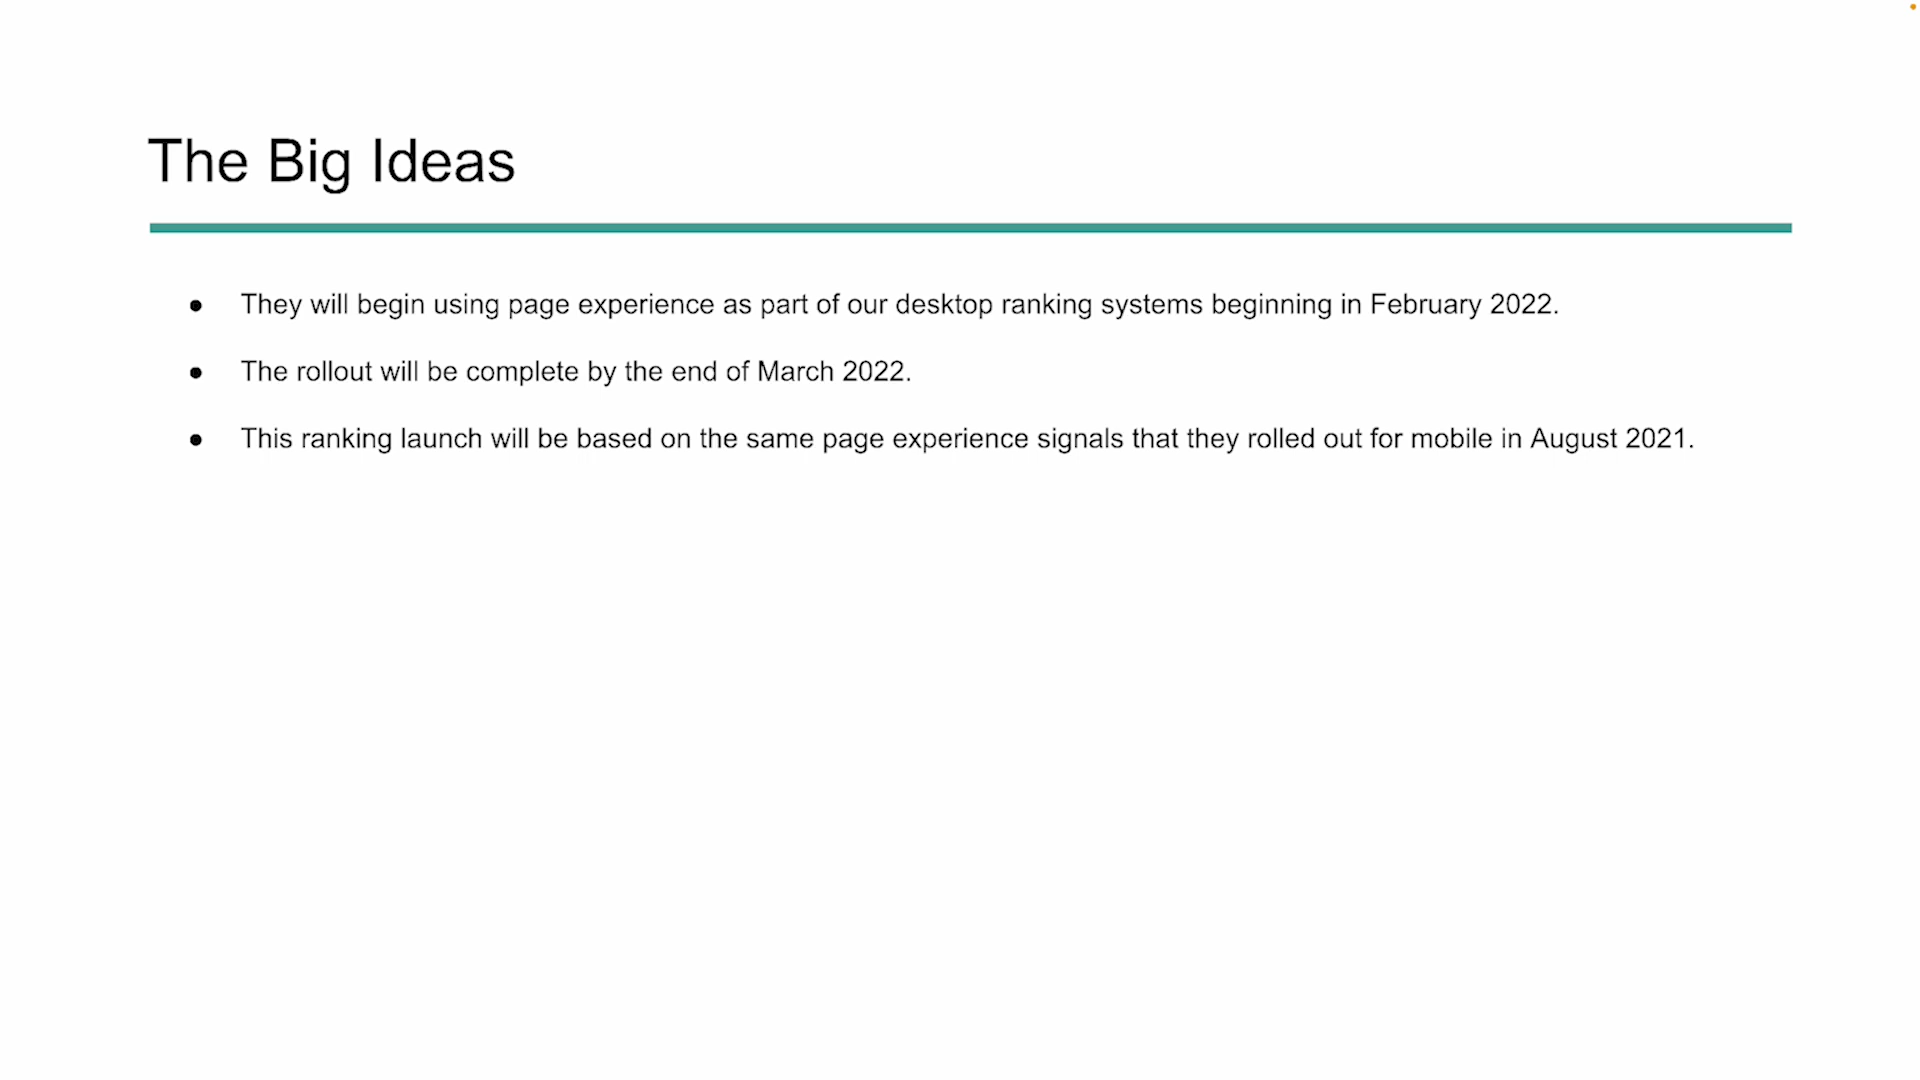 The Big Ideas
● They will begin using page experience as part of our desktop ranking systems beginning in February 2022.
● The rollout will be complete by the end of March 2022.
● This ranking launch will be based on the same page experience signals that they rolled out for mobile in August 2021.